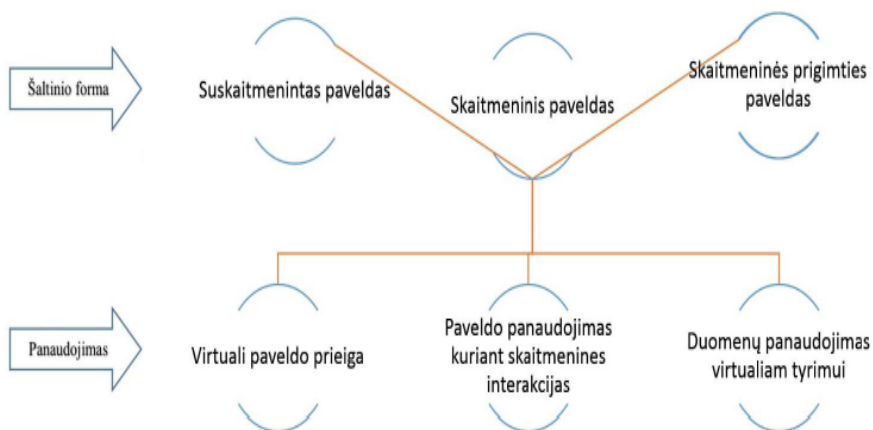 Šaltinio forma
Suskaitmenintas paveldas
Skaitmeninis paveldas
Skaitmeninės prigimties
paveldas
Panaudojimas
Virtuali paveldo prieiga
Paveldo panaudojimas
kuriant skaitmenines
interakcijas
Duomenų panaudojimas
virtualiam tyrimui